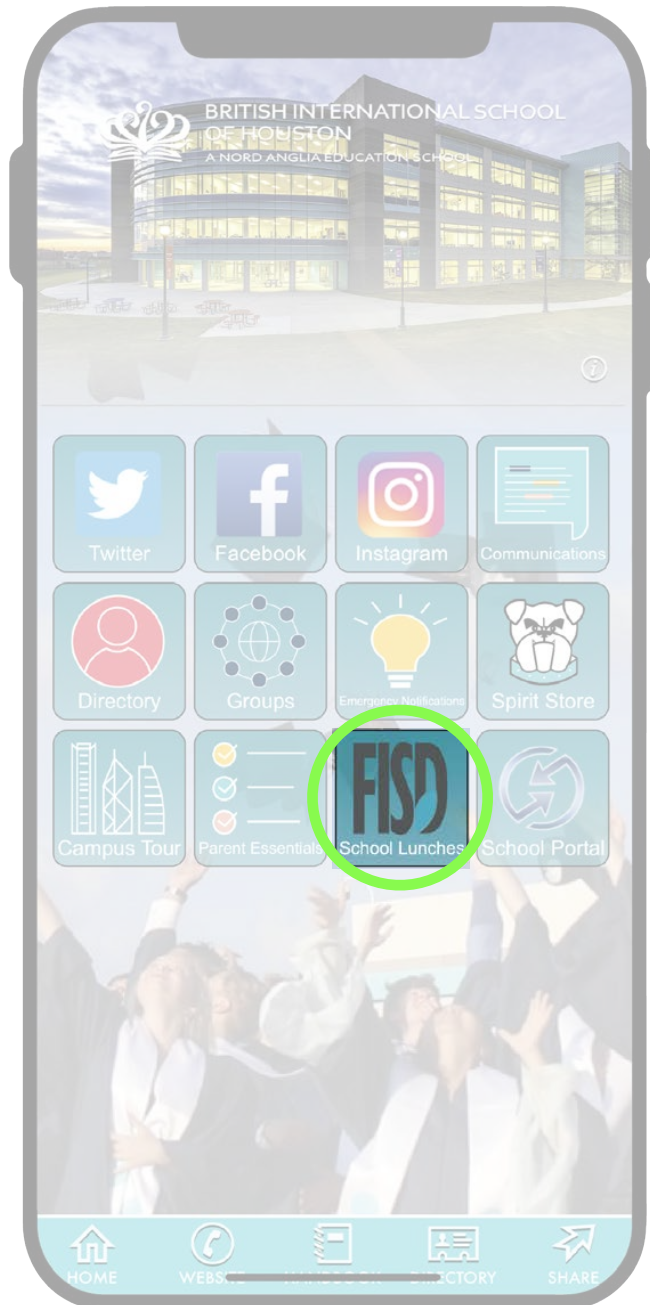 BRITISH INTERNATIONAL SCHOOL
OF HOUSTON
A NORD ANGLIA EDUCATION SCHOOL
i
Twitter
Facebook
Instagram
Communications
Directory
Groups
Emergency Notifications
Spirit Store
Campus Tour
Parent Essentials
FISD
School Lunches
School Portal
HOME
WEBSITE
HANDBOOK
DIRECTORY
SHARE